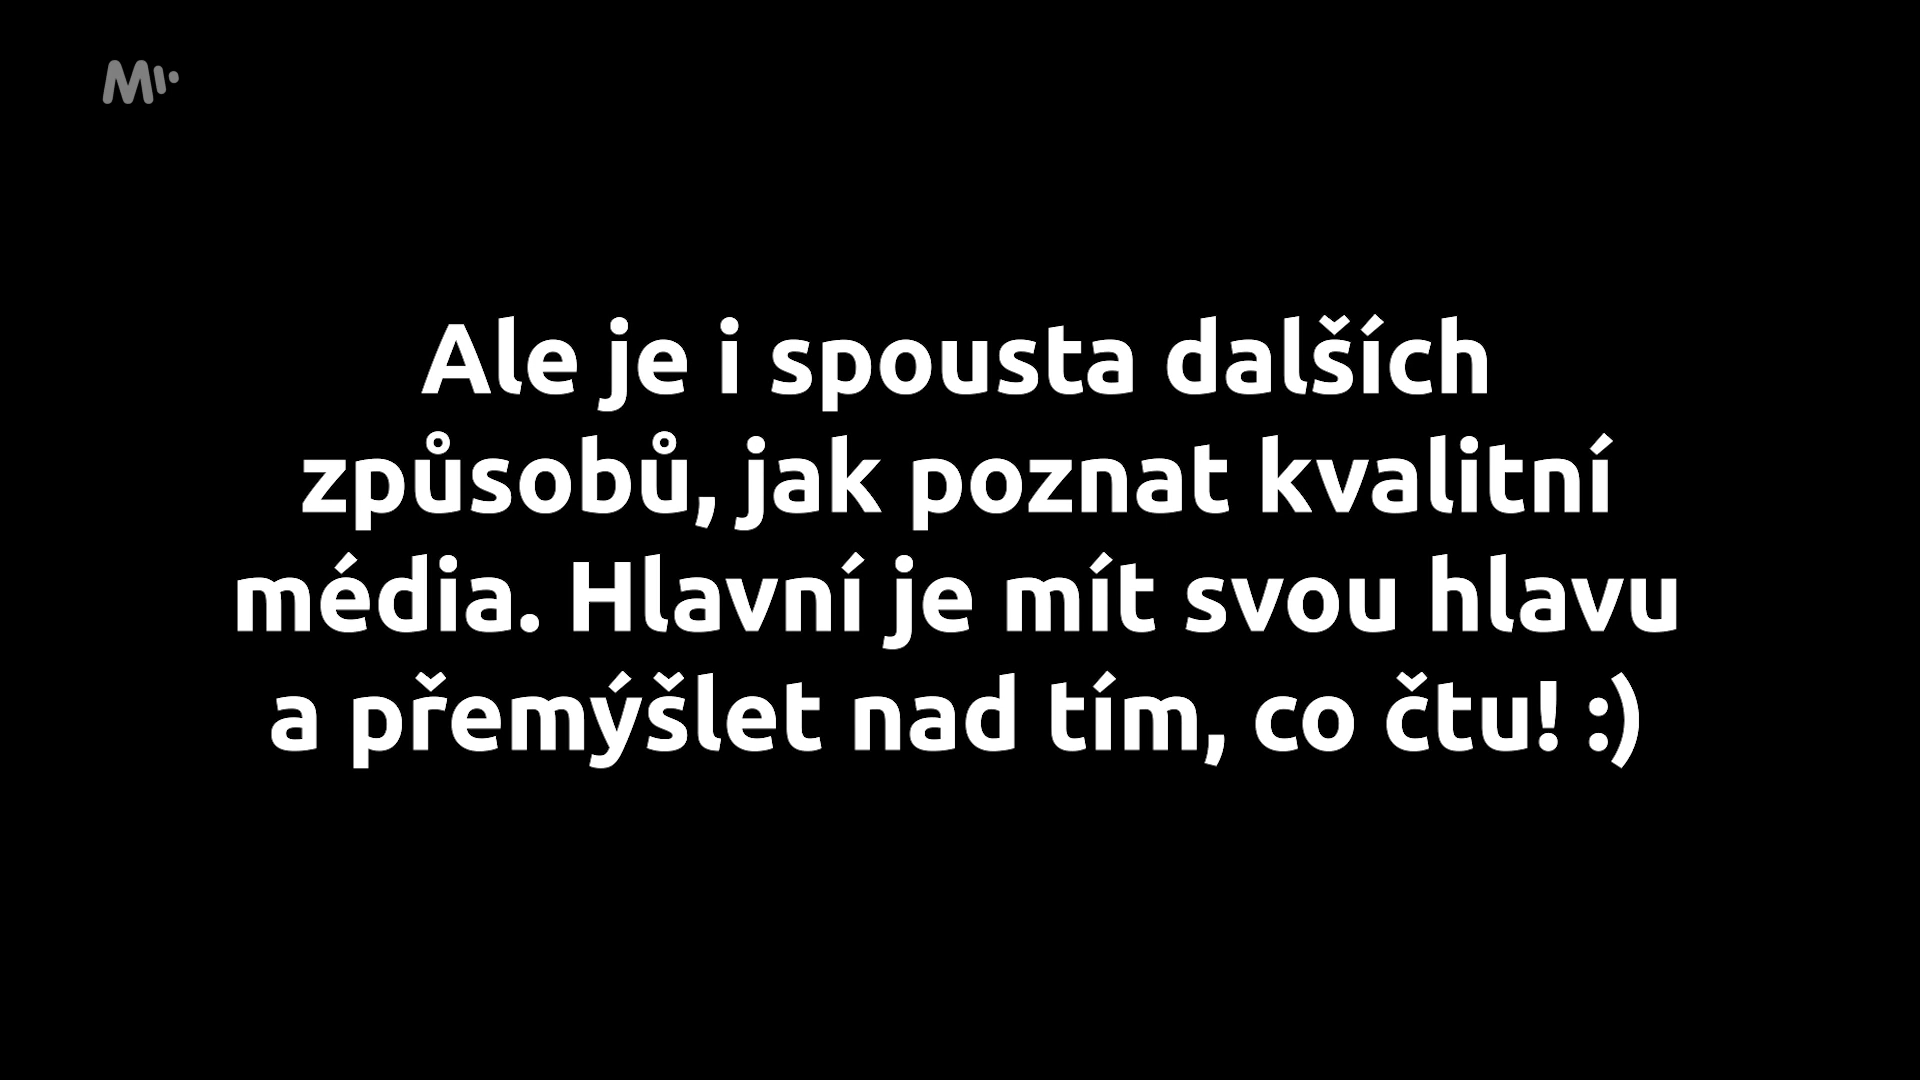 M
Ale je i spousta dalších
způsobů, jak poznat kvalitní
média. Hlavní je mít svou hlavu
a přemýšlet nad tím, co čtu! :)